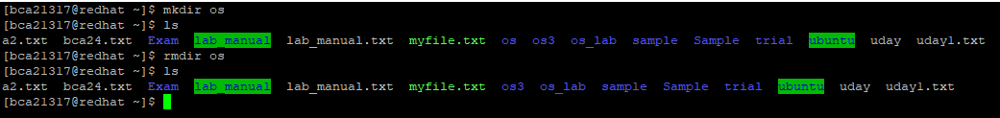 [bca21317@redhat ~]$ mkdir os
[bca21317@redhat ~]$ ls
a2.txt  bca24.txt  Exam  lab_manual  lab_manual.txt  myfile.txt  os  os3  os_lab  sample  Sample  trial  ubuntu  uday  uday1.txt
[bca21317@redhat ~]$ rmdir os
[bca21317@redhat ~]$ ls
a2.txt  bca24.txt  Exam  lab_manual  lab_manual.txt  myfile.txt  os3  os_lab  sample  Sample  trial  ubuntu  uday  uday1.txt
[bca21317@redhat ~]$